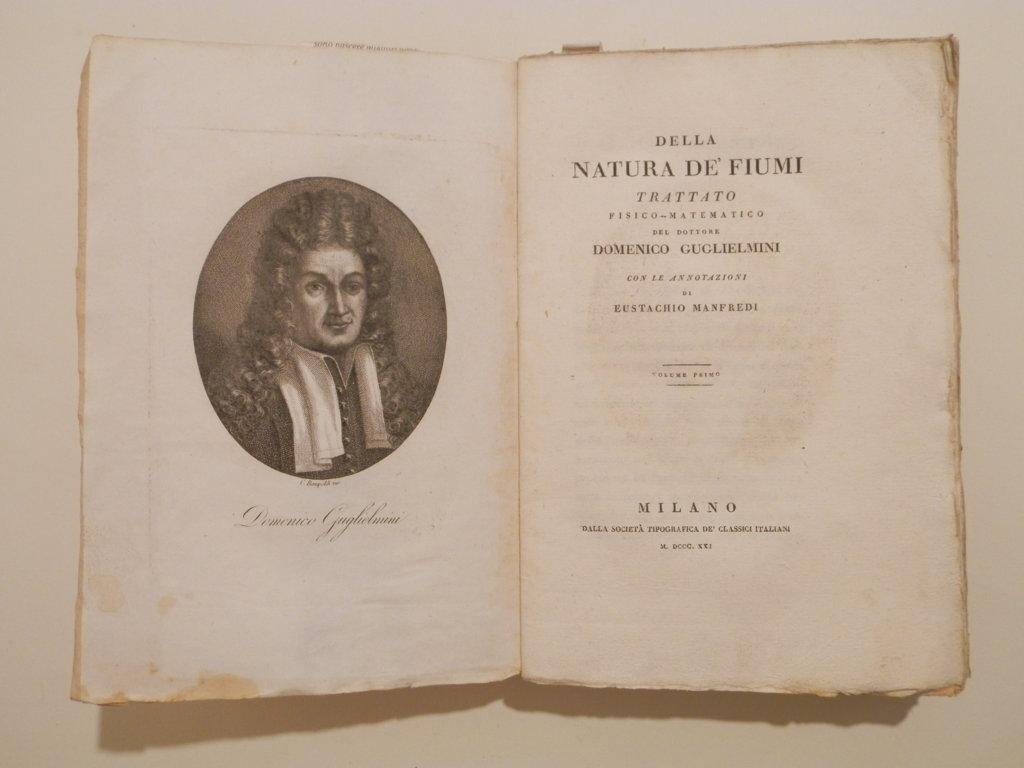 Domenico Guglielmini
DELLA
NATURA DE' FIUMI
TRATTATO
FISICO-MATEMATICO
DEL DOTTORE
DOMENICO GUGLIELMINI
CON LE ANNOTAZIONI
DI
EUSTACHIO MANFREDI
VOLUME PRIMO
MILANO
DALLA SOCIETÀ TIPOGRAFICA DE' CLASSICI ITALIANI
M. DCCC. XXI